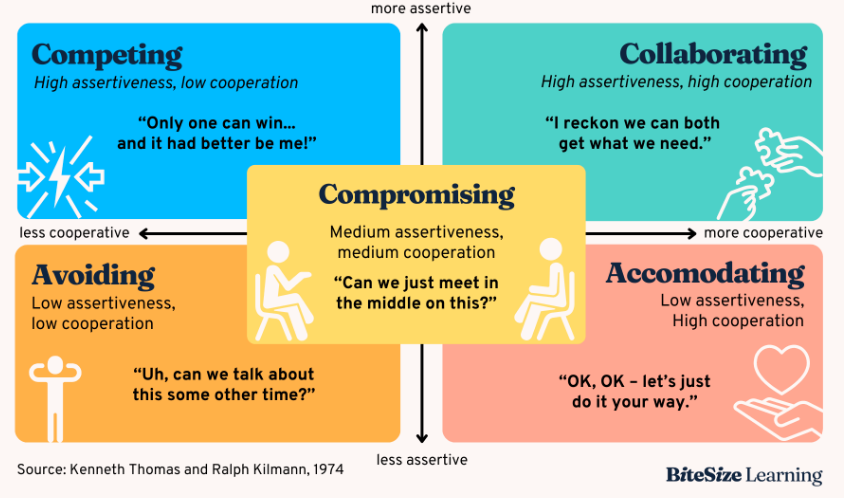 more assertive
Competing
High assertiveness, low cooperation
“Only one can win...
and it had better be me!”
Collaborating
High assertiveness, high cooperation
“I reckon we can both
get what we need.”
Compromising
Medium assertiveness,
medium cooperation
“Can we just meet in
the middle on this?”
less cooperative
more cooperative
Avoiding
Low assertiveness,
low cooperation
“Uh, can we talk about
this some other time?”
Accomodating
Low assertiveness,
High cooperation
“OK, OK – let’s just
do it your way.”
less assertive
Source: Kenneth Thomas and Ralph Kilmann, 1974
BiteSize Learning